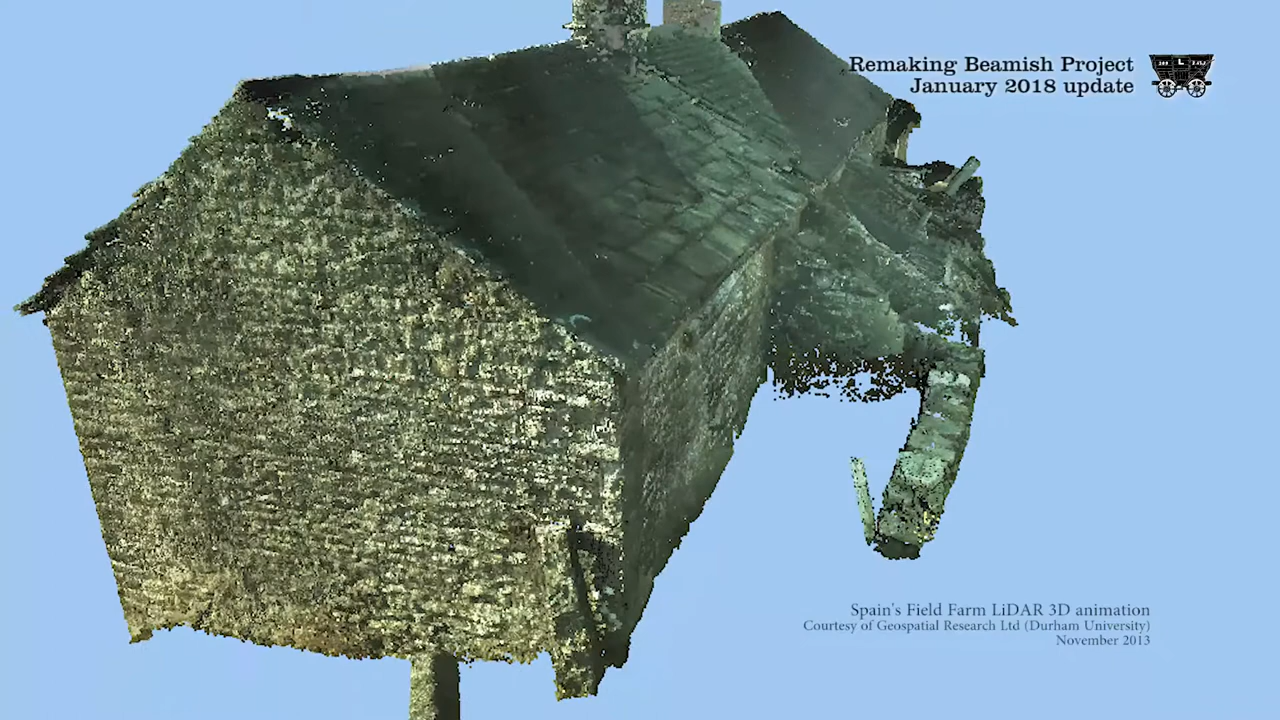 Remaking Beamish Project
January 2018 update
Spain's Field Farm LiDAR 3D animation
Courtesy of Geospatial Research Ltd (Durham University)
November 2013